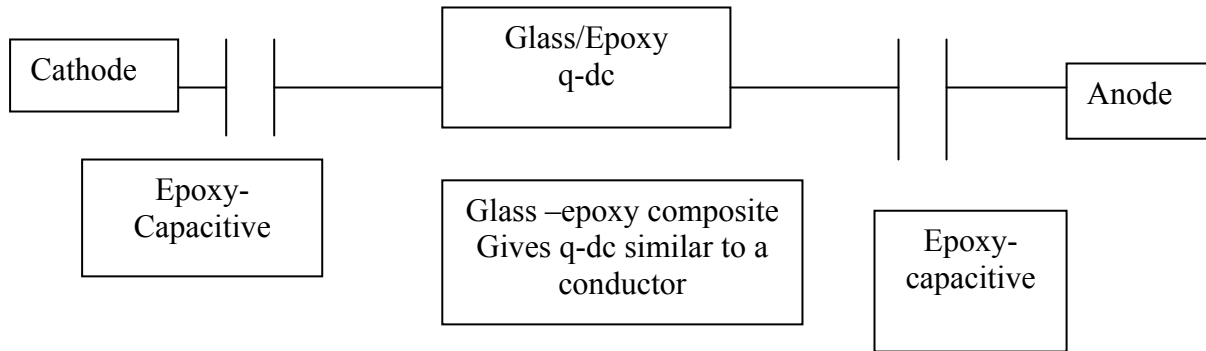 Cathode
Glass/Epoxy
q-dc
Anode
Epoxy-
Capacitive
Glass –epoxy composite
Gives q-dc similar to a
conductor
Epoxy-
capacitive